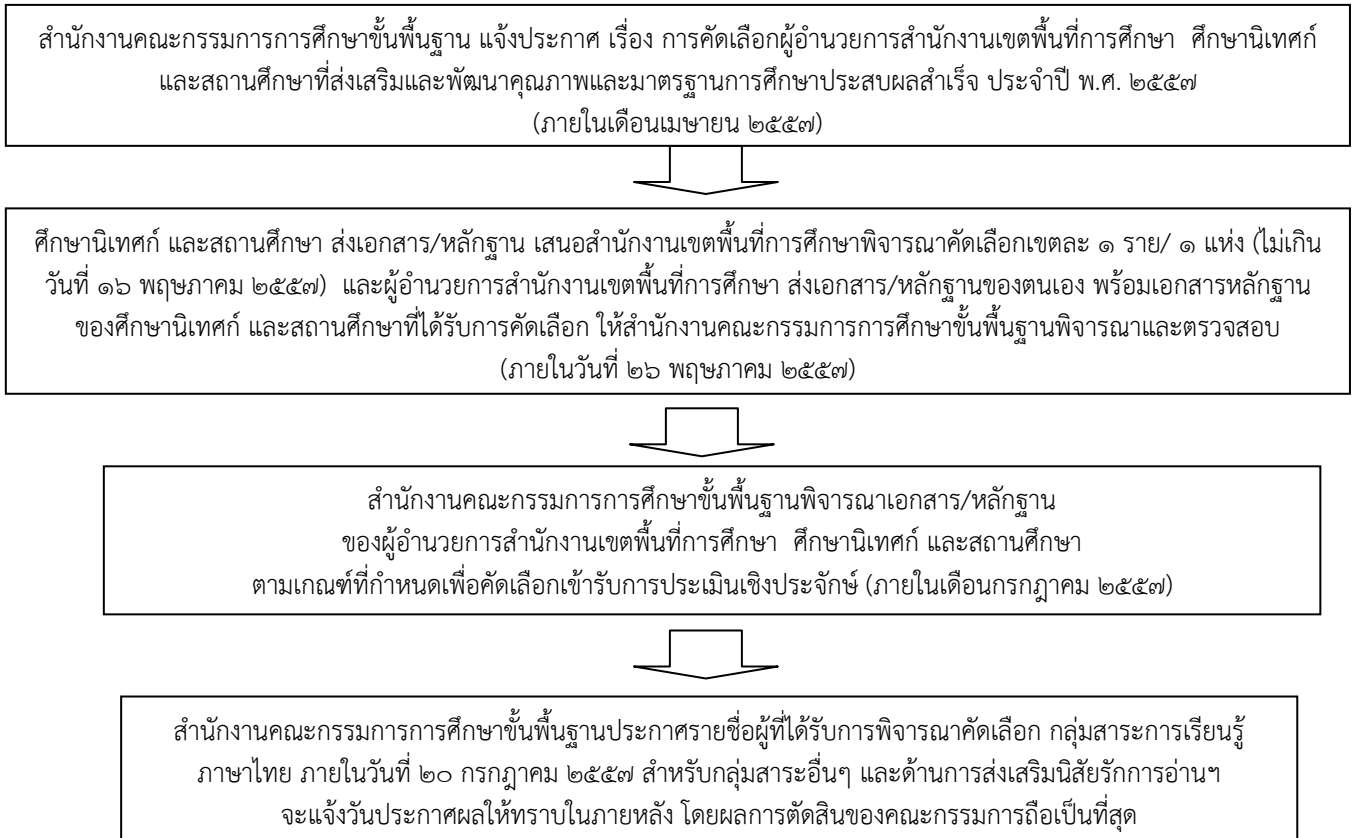 สำนักงานคณะกรรมการการศึกษาขั้นพื้นฐาน แจ้งประกาศ เรื่อง การคัดเลือกผู้อำนวยการสำนักงานเขตพื้นที่การศึกษา ศึกษานิเทศก์
และสถานศึกษาที่ส่งเสริมและพัฒนาคุณภาพและมาตรฐานการศึกษาประสบผลสำเร็จ ประจำปี พ.ศ. ๒๕๕๗
(ภายในเดือนเมษายน ๒๕๕๗)
ศึกษานิเทศก์ และสถานศึกษา ส่งเอกสาร/หลักฐาน เสนอสำนักงานเขตพื้นที่การศึกษาพิจารณาคัดเลือกเขตละ ๑ ราย/ ๑ แห่ง (ไม่เกิน
วันที่ ๑๖ พฤษภาคม ๒๕๕๗) และผู้อำนวยการสำนักงานเขตพื้นที่การศึกษา ส่งเอกสาร/หลักฐานของตนเอง พร้อมเอกสารหลักฐาน
ของศึกษานิเทศก์ และสถานศึกษาที่ได้รับการคัดเลือก ให้สำนักงานคณะกรรมการการศึกษาขั้นพื้นฐานพิจารณาและตรวจสอบ
(ภายในวันที่ ๒๖ พฤษภาคม ๒๕๕๗)
สำนักงานคณะกรรมการการศึกษาขั้นพื้นฐานพิจารณาเอกสาร/หลักฐาน
ของผู้อำนวยการสำนักงานเขตพื้นที่การศึกษา ศึกษานิเทศก์ และสถานศึกษา
ตามเกณฑ์ที่กำหนดเพื่อคัดเลือกเข้ารับการประเมินเชิงประจักษ์ (ภายในเดือนกรกฎาคม ๒๕๕๗)
สำนักงานคณะกรรมการการศึกษาขั้นพื้นฐานประกาศรายชื่อผู้ที่ได้รับการพิจารณาคัดเลือก กลุ่มสาระการเรียนรู้
ภาษาไทย ภายในวันที่ ๒๐ กรกฎาคม ๒๕๕๗ สำหรับกลุ่มสาระอื่นๆ และด้านการส่งเสริมนิสัยรักการอ่านฯ
จะแจ้งวันประกาศผลให้ทราบในภายหลัง โดยผลการตัดสินของคณะกรรมการถือเป็นที่สุด